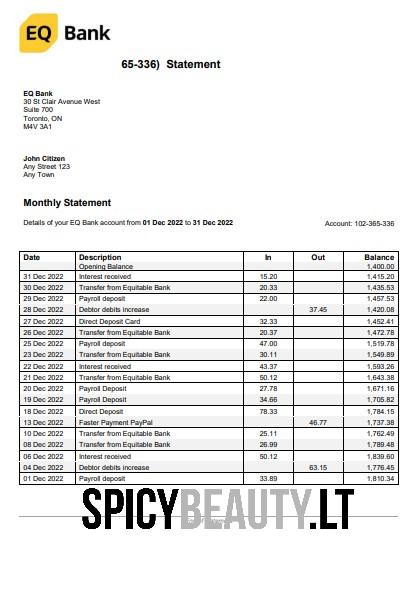 EQ Bank
65-336) Statement
EQ Bank
30 St Clair Avenue West
Suite 700
Toronto, ON
M4V 3A1
John Citizen
Any Street 123
Any Town
Monthly Statement
Details of your EQ Bank account from 01 Dec 2022 to 31 Dec 2022 Account: 102-365-336
Date Description In Out Balance
Opening Balance 1,400.00
31 Dec 2022 Interest received 15.20 1,415.20
30 Dec 2022 Transfer from Equitable Bank 20.33 1,435.53
29 Dec 2022 Payroll deposit 22.00 1,457.53
28 Dec 2022 Debtor debits increase 37.45 1,420.08
27 Dec 2022 Direct Deposit Card 32.33 1,452.41
26 Dec 2022 Transfer from Equitable Bank 20.37 1,472.78
25 Dec 2022 Payroll deposit 47.00 1,519.78
23 Dec 2022 Transfer from Equitable Bank 30.11 1,549.89
22 Dec 2022 Interest received 43.37 1,593.26
21 Dec 2022 Transfer from Equitable Bank 50.12 1,643.38
20 Dec 2022 Payroll Deposit 27.78 1,671.16
19 Dec 2022 Payroll deposit 34.66 1,705.82
18 Dec 2022 Direct Deposit 78.33 1,784.15
13 Dec 2022 Faster Payment PayPal 46.77 1,737.38
10 Dec 2022 Transfer from Equitable Bank 25.11 1,762.49
08 Dec 2022 Transfer from Equitable Bank 26.99 1,789.48
06 Dec 2022 Interest received 50.12 1,839.60
04 Dec 2022 Debtor debits increase 63.15 1,776.45
01 Dec 2022 Payroll deposit 33.89 1,810.34
SPICYBEAUTY.LT